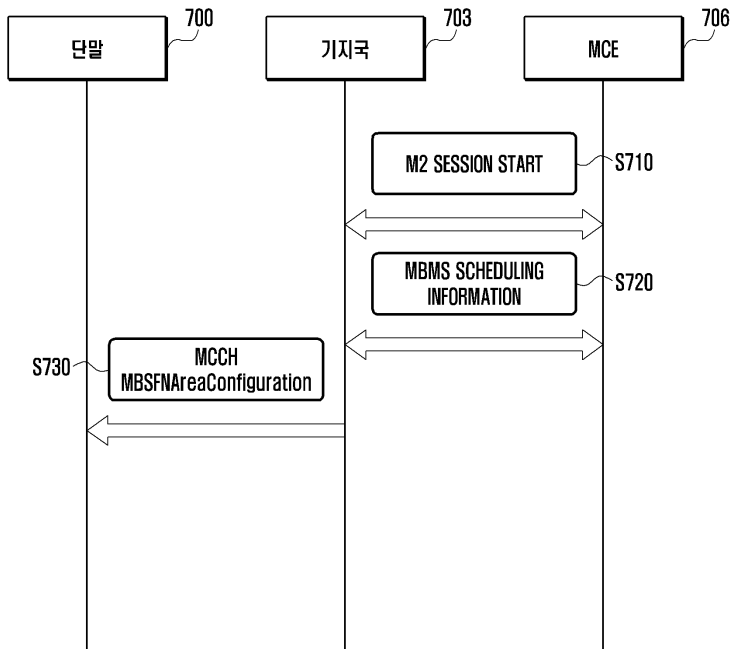 700
703
706
단말
기지국
MCE
M2 SESSION START
S710
MBMS SCHEDULING
INFORMATION
S720
MCCH
MBSFNAreaConfiguration
S730